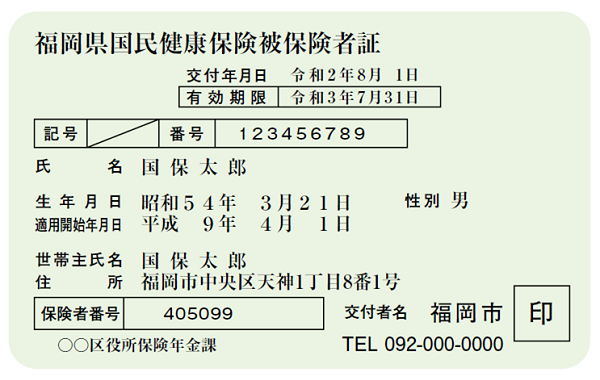 福岡県国民健康保険被保険者証
交付年月日 令和2年8月 1日
有効期限 令和3年7月31日
記号 番号 123456789
氏 名 国保太郎
生年月日 昭和54年 3月21日 性別 男
適用開始年月日 平成 9年 4月 1日
世帯主氏名 国保太郎
住 所 福岡市中央区天神1丁目8番1号
保険者番号 405099 交付者名 福岡市 印
○○区役所保険年金課 TEL 092-000-0000